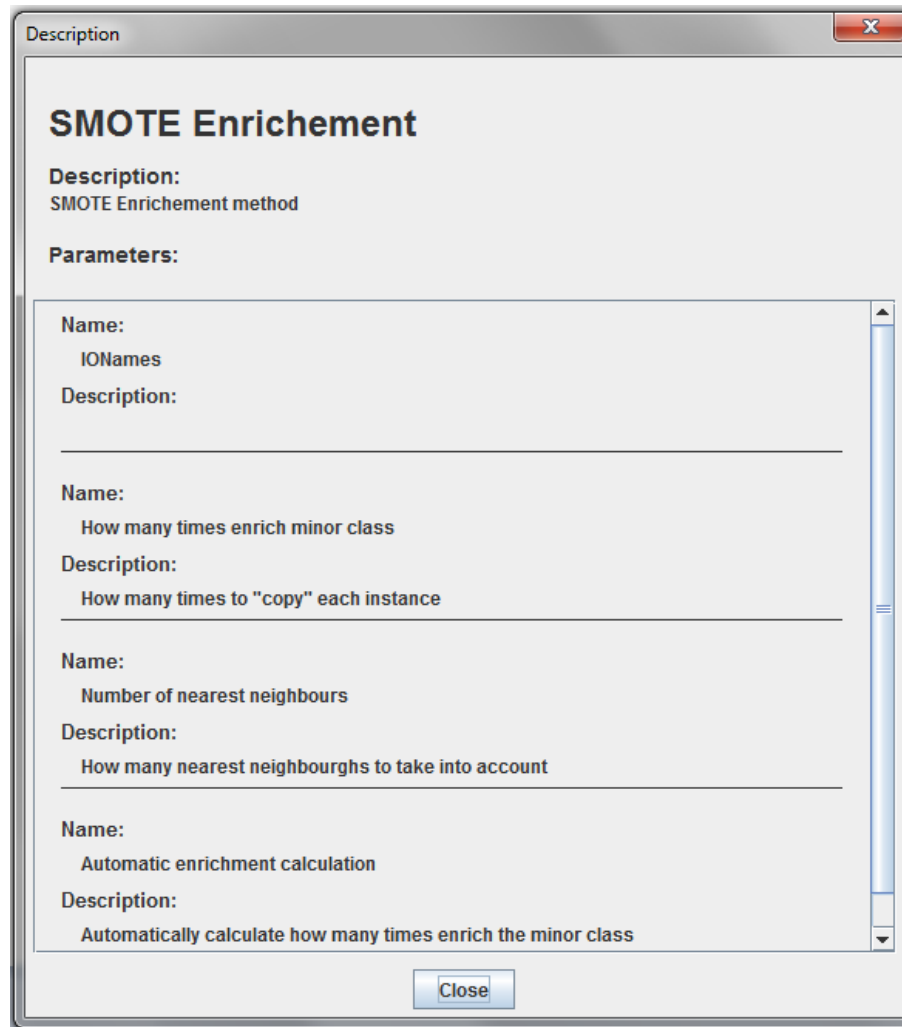 Description
SMOTE Enrichement
Description:
SMOTE Enrichement method
Parameters:
Name:
IONames
Description:
Name:
How many times enrich minor class
Description:
How many times to "copy" each instance
Name:
Number of nearest neighbours
Description:
How many nearest neighbourghs to take into account
Name:
Automatic enrichment calculation
Description:
Automatically calculate how many times enrich the minor class
Close